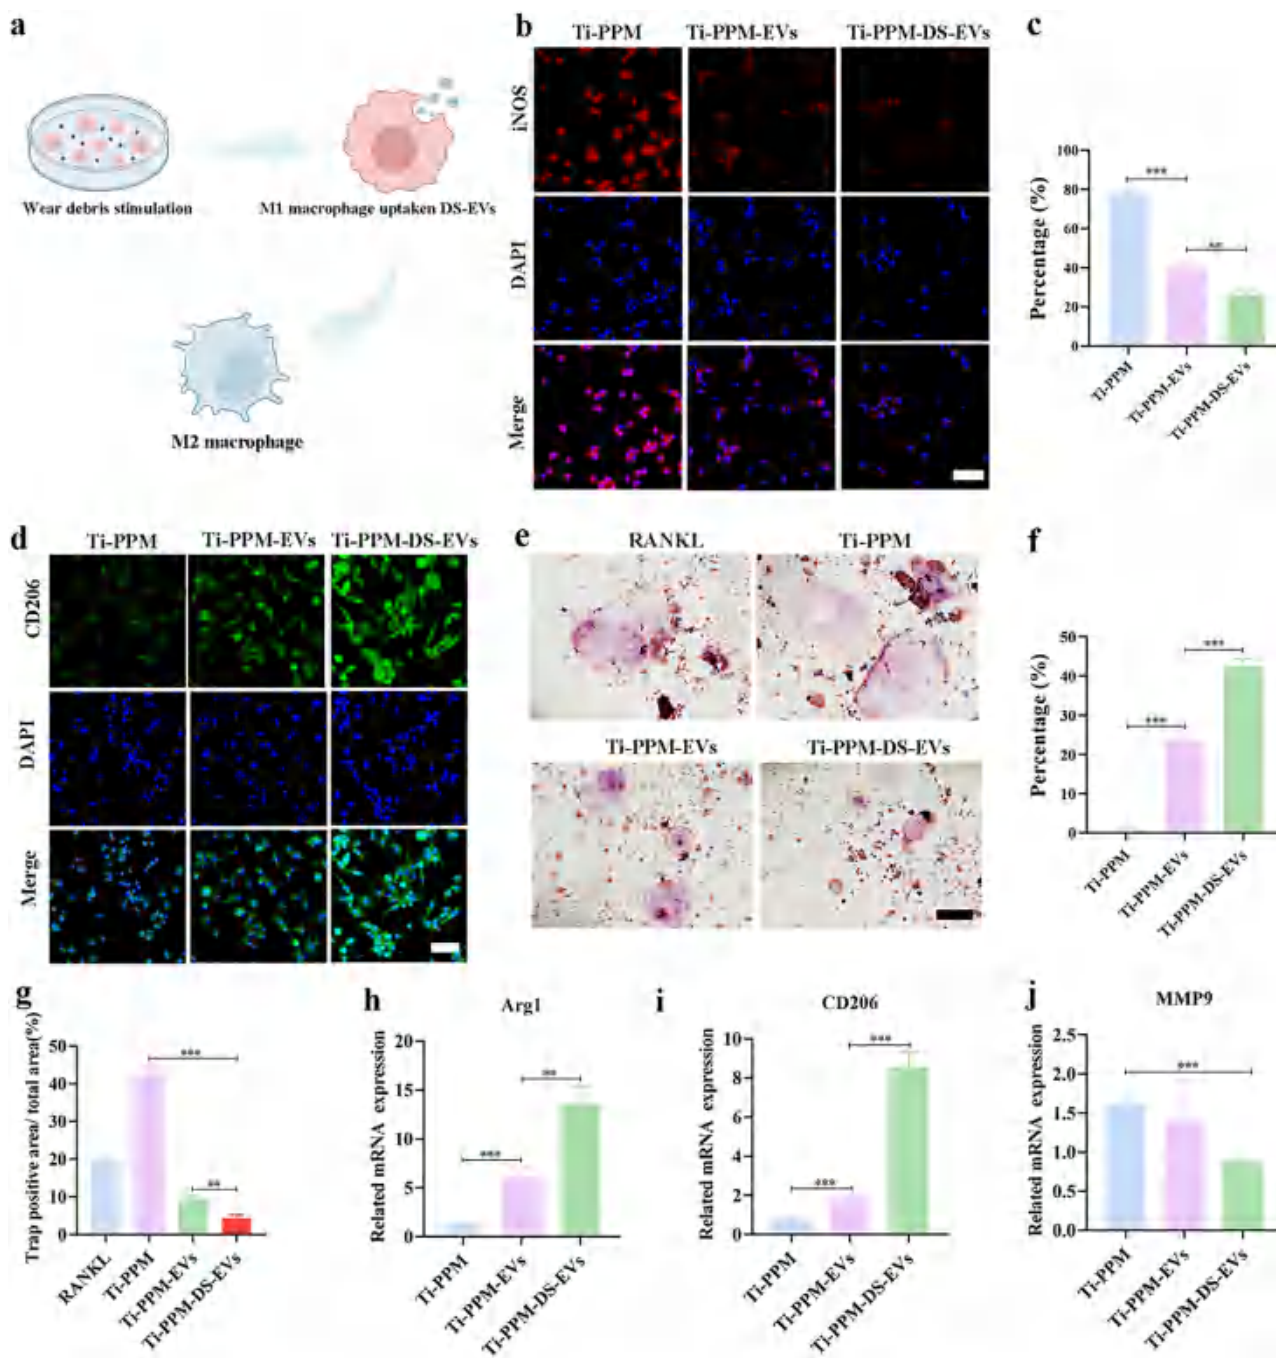 a
Wear debris stimulation
M1 macrophage uptaken DS-EVs
M2 macrophage
b
Ti-PPM Ti-PPM-EVs Ti-PPM-DS-EVs
iNOS
DAPI
Merge
c
Percentage (%)
100
80
60
40
20
0
***
**
Ti-PPM
Ti-PPM-EVs
Ti-PPM-DS-EVs
d
Ti-PPM Ti-PPM-EVs Ti-PPM-DS-EVs
CD206
DAPI
Merge
e
RANKL Ti-PPM
Ti-PPM-EVs Ti-PPM-DS-EVs
f
Percentage (%)
50
40
30
20
10
0
***
***
Ti-PPM
Ti-PPM-EVs
Ti-PPM-DS-EVs
g
Trap positive area/ total area(%)
50
40
30
20
10
0
***
**
RANKL
Ti-PPM
Ti-PPM-EVs
Ti-PPM-DS-EVs
h
Arg1
Related mRNA expression
20
15
10
5
0
**
***
Ti-PPM
Ti-PPM-EVs
Ti-PPM-DS-EVs
i
CD206
Related mRNA expression
10
8
6
4
2
0
***
***
Ti-PPM
Ti-PPM-EVs
Ti-PPM-DS-EVs
j
MMP9
Related mRNA expression
2.5
2.0
1.5
1.0
0.5
0.0
***
Ti-PPM
Ti-PPM-EVs
Ti-PPM-DS-EVs